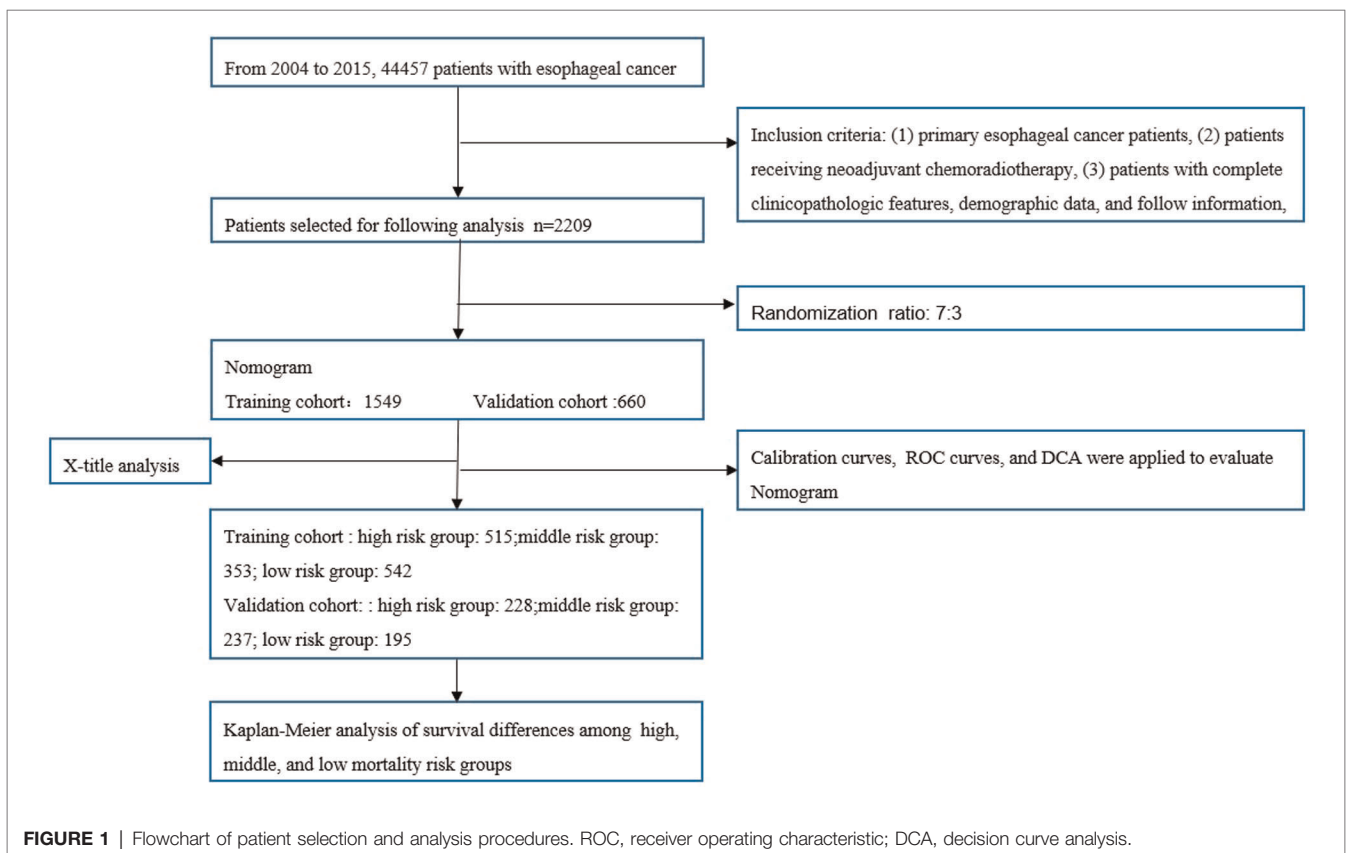 From 2004 to 2015, 44457 patients with esophageal cancer
Inclusion criteria: (1) primary esophageal cancer patients, (2) patients
receiving neoadjuvant chemoradiotherapy, (3) patients with complete
clinicopathologic features, demographic data, and follow information,
Patients selected for following analysis n=2209
Randomization ratio: 7:3
Nomogram
Training cohort：1549 Validation cohort :660
X-title analysis
Calibration curves, ROC curves, and DCA were applied to evaluate
Nomogram
Training cohort : high risk group: 515;middle risk group:
353; low risk group: 542
Validation cohort: : high risk group: 228;middle risk group:
237; low risk group: 195
Kaplan-Meier analysis of survival differences among high,
middle, and low mortality risk groups
FIGURE 1 | Flowchart of patient selection and analysis procedures. ROC, receiver operating characteristic; DCA, decision curve analysis.